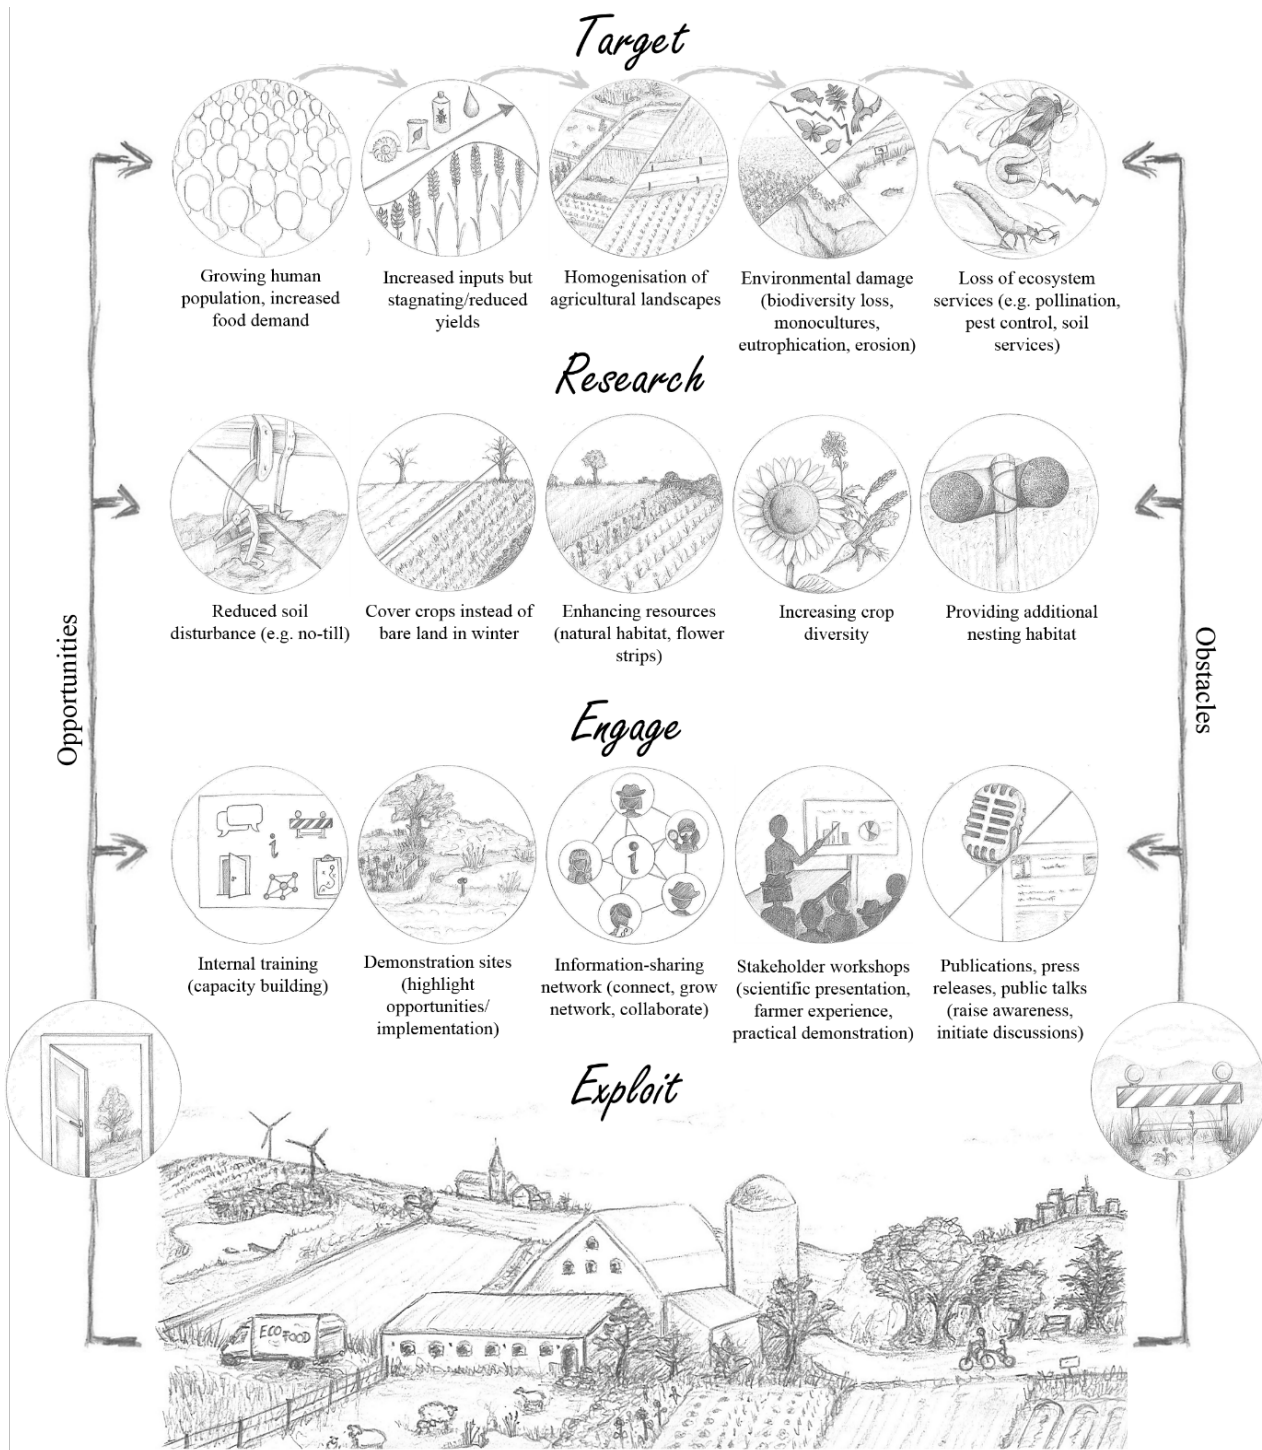 Target
Growing human
population, increased
food demand
Increased inputs but
stagnating/reduced
yields
Homogenisation of
agricultural landscapes
Environmental damage
(biodiversity loss,
monocultures,
eutrophication, erosion)
Loss of ecosystem
services (e.g. pollination,
pest control, soil
services)
Research
Reduced soil
disturbance (e.g. no-till)
Cover crops instead of
bare land in winter
Enhancing resources
(natural habitat, flower
strips)
Increasing crop
diversity
Providing additional
nesting habitat
Opportunities
Obstacles
Engage
i
i
Internal training
(capacity building)
Demonstration sites
(highlight
opportunities/
implementation)
Information-sharing
network (connect, grow
network, collaborate)
Stakeholder workshops
(scientific presentation,
farmer experience,
practical demonstration)
Publications, press
releases, public talks
(raise awareness,
initiate discussions)
Exploit
ECO FOOD